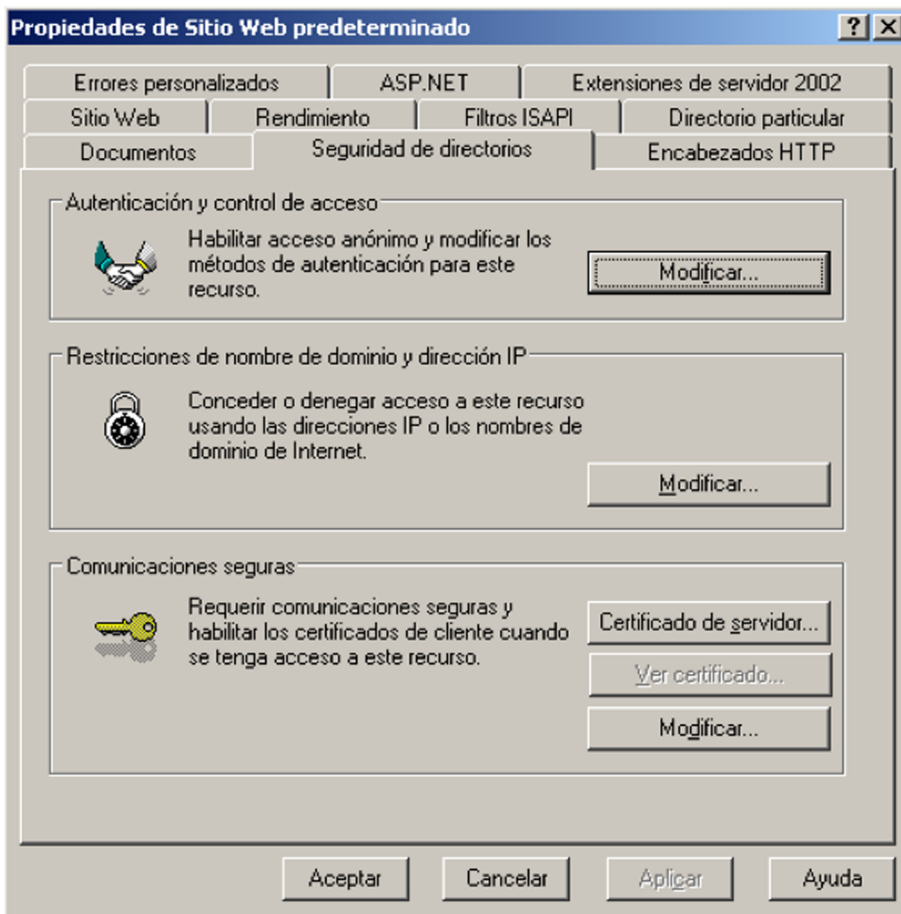 Propiedades de Sitio Web predeterminado
Errores personalizados ASP.NET Extensiones de servidor 2002
Sitio Web Rendimiento Filtros ISAPI Directorio particular
Documentos Seguridad de directorios Encabezados HTTP
Autenticación y control de acceso
Habilitar acceso anónimo y modificar los
métodos de autenticación para este
recurso.
Modificar...
Restricciones de nombre de dominio y dirección IP
Conceder o denegar acceso a este recurso
usando las direcciones IP o los nombres de
dominio de Internet.
Modificar...
Comunicaciones seguras
Requerir comunicaciones seguras y
habilitar los certificados de cliente cuando
se tenga acceso a este recurso.
Certificado de servidor...
Ver certificado...
Modificar...
Aceptar Cancelar Aplicar Ayuda